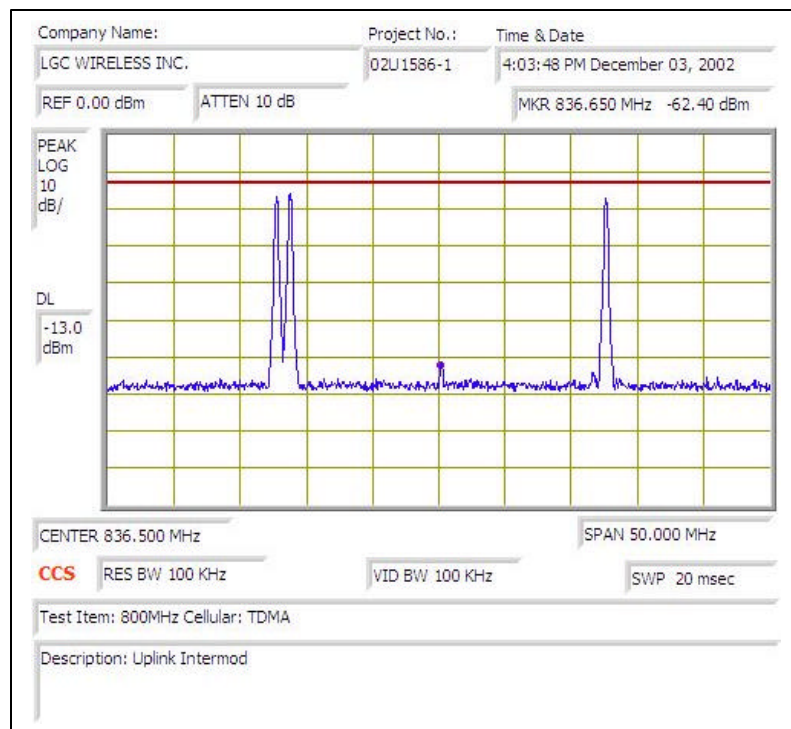 Company Name:
Project No.:
Time & Date
LGC WIRELESS INC.
02U1586-1
4:03:48 PM December 03, 2002
REF 0.00 dBm
ATTEN 10 dB
MKR 836.650 MHz -62.40 dBm
PEAK
LOG
10
dB/
DL
-13.0
dBm
CENTER 836.500 MHz
SPAN 50.000 MHz
CCS
RES BW 100 KHz
VID BW 100 KHz
SWP 20 msec
Test Item: 800MHz Cellular: TDMA
Description: Uplink Intermod